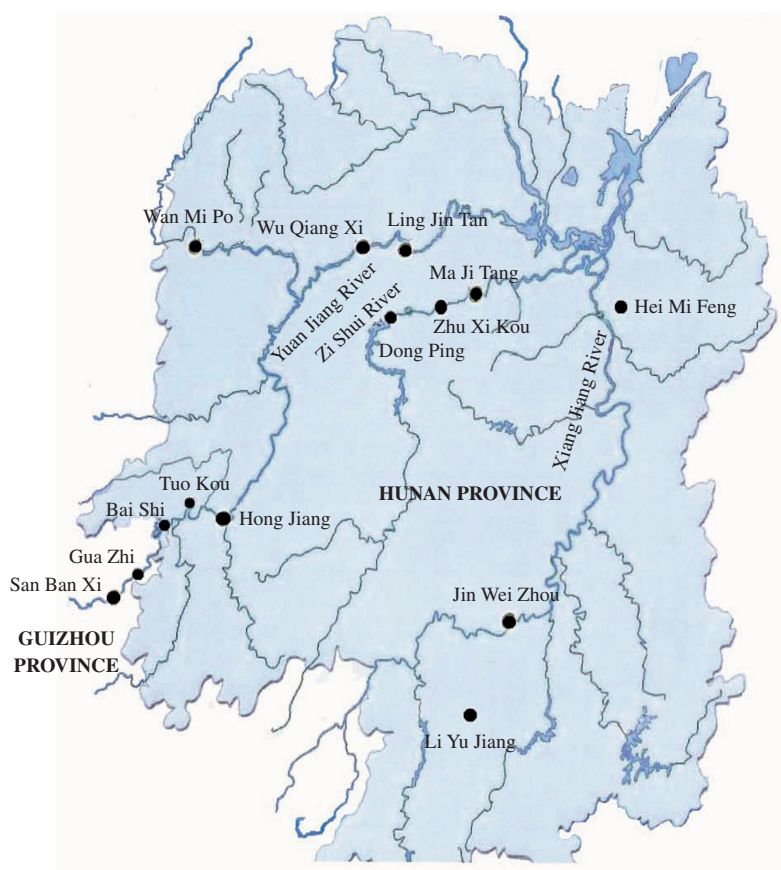 Wan Mi Po
Wu Qiang Xi
Ling Jin Tan
Ma Ji Tang
Yuan Jiang River
Zi Shui River
Zhu Xi Kou
Hei Mi Feng
Dong Ping
Xiang Jiang River
Tuo Kou
HUNAN PROVINCE
Bai Shi
Hong Jiang
Gua Zhi
San Ban Xi
Jin Wei Zhou
GUIZHOU
PROVINCE
Li Yu Jiang